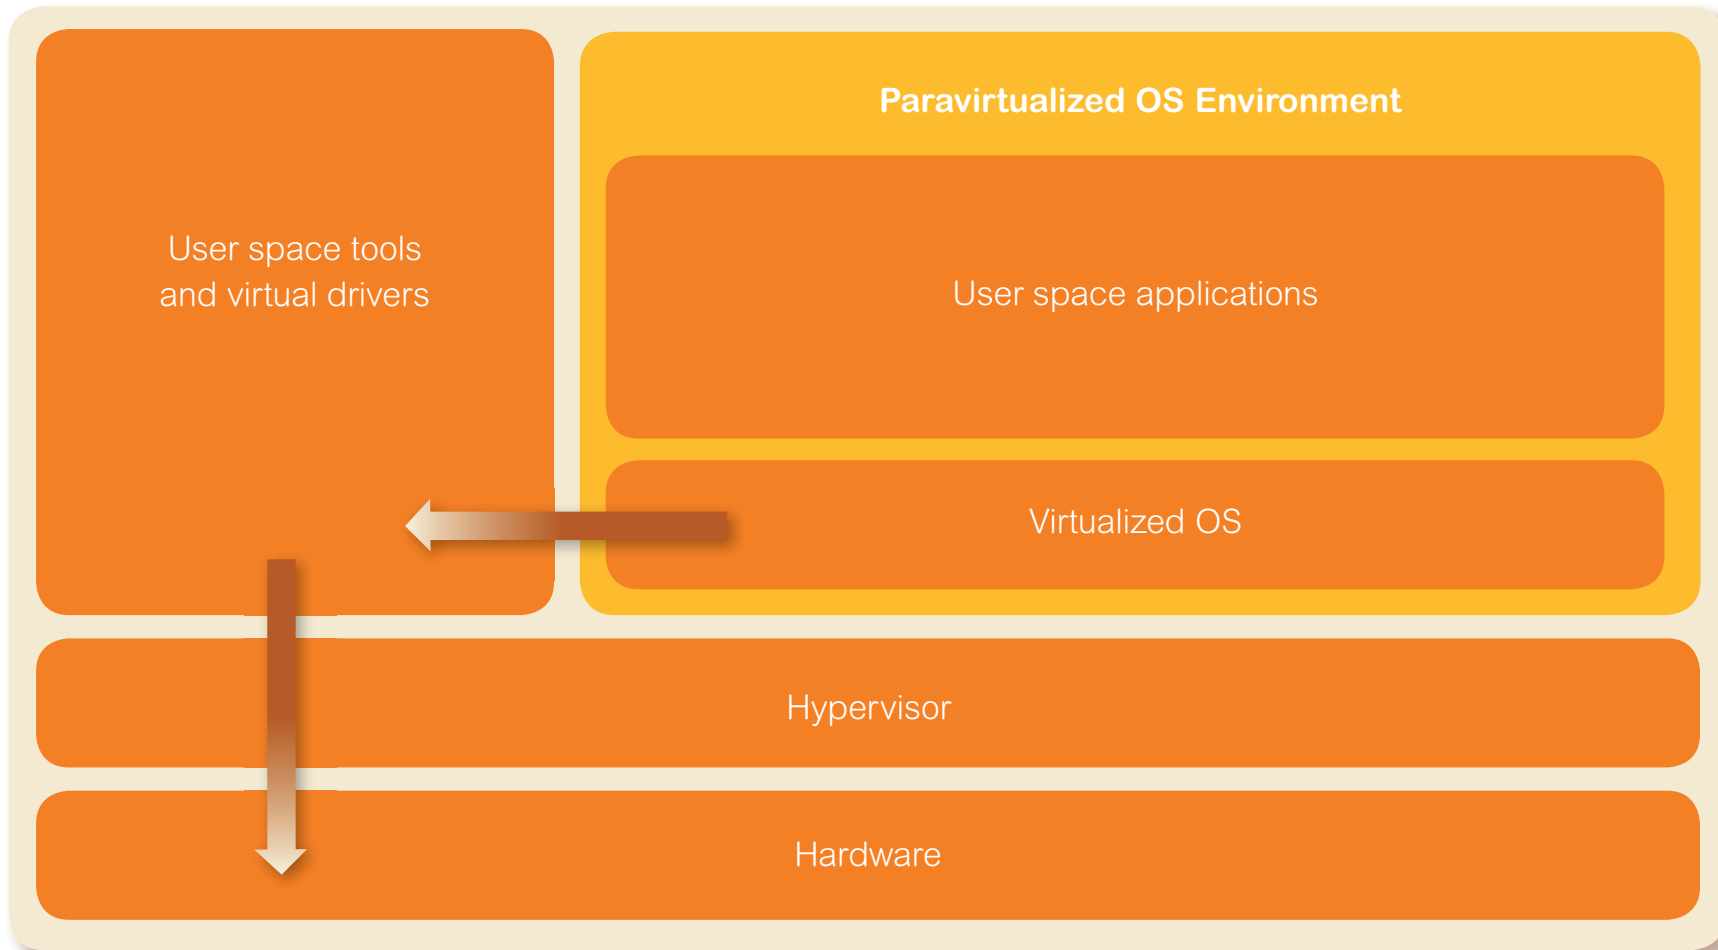 Paravirtualized OS Environment
User space tools
and virtual drivers
User space applications
Virtualized OS
Hypervisor
Hardware